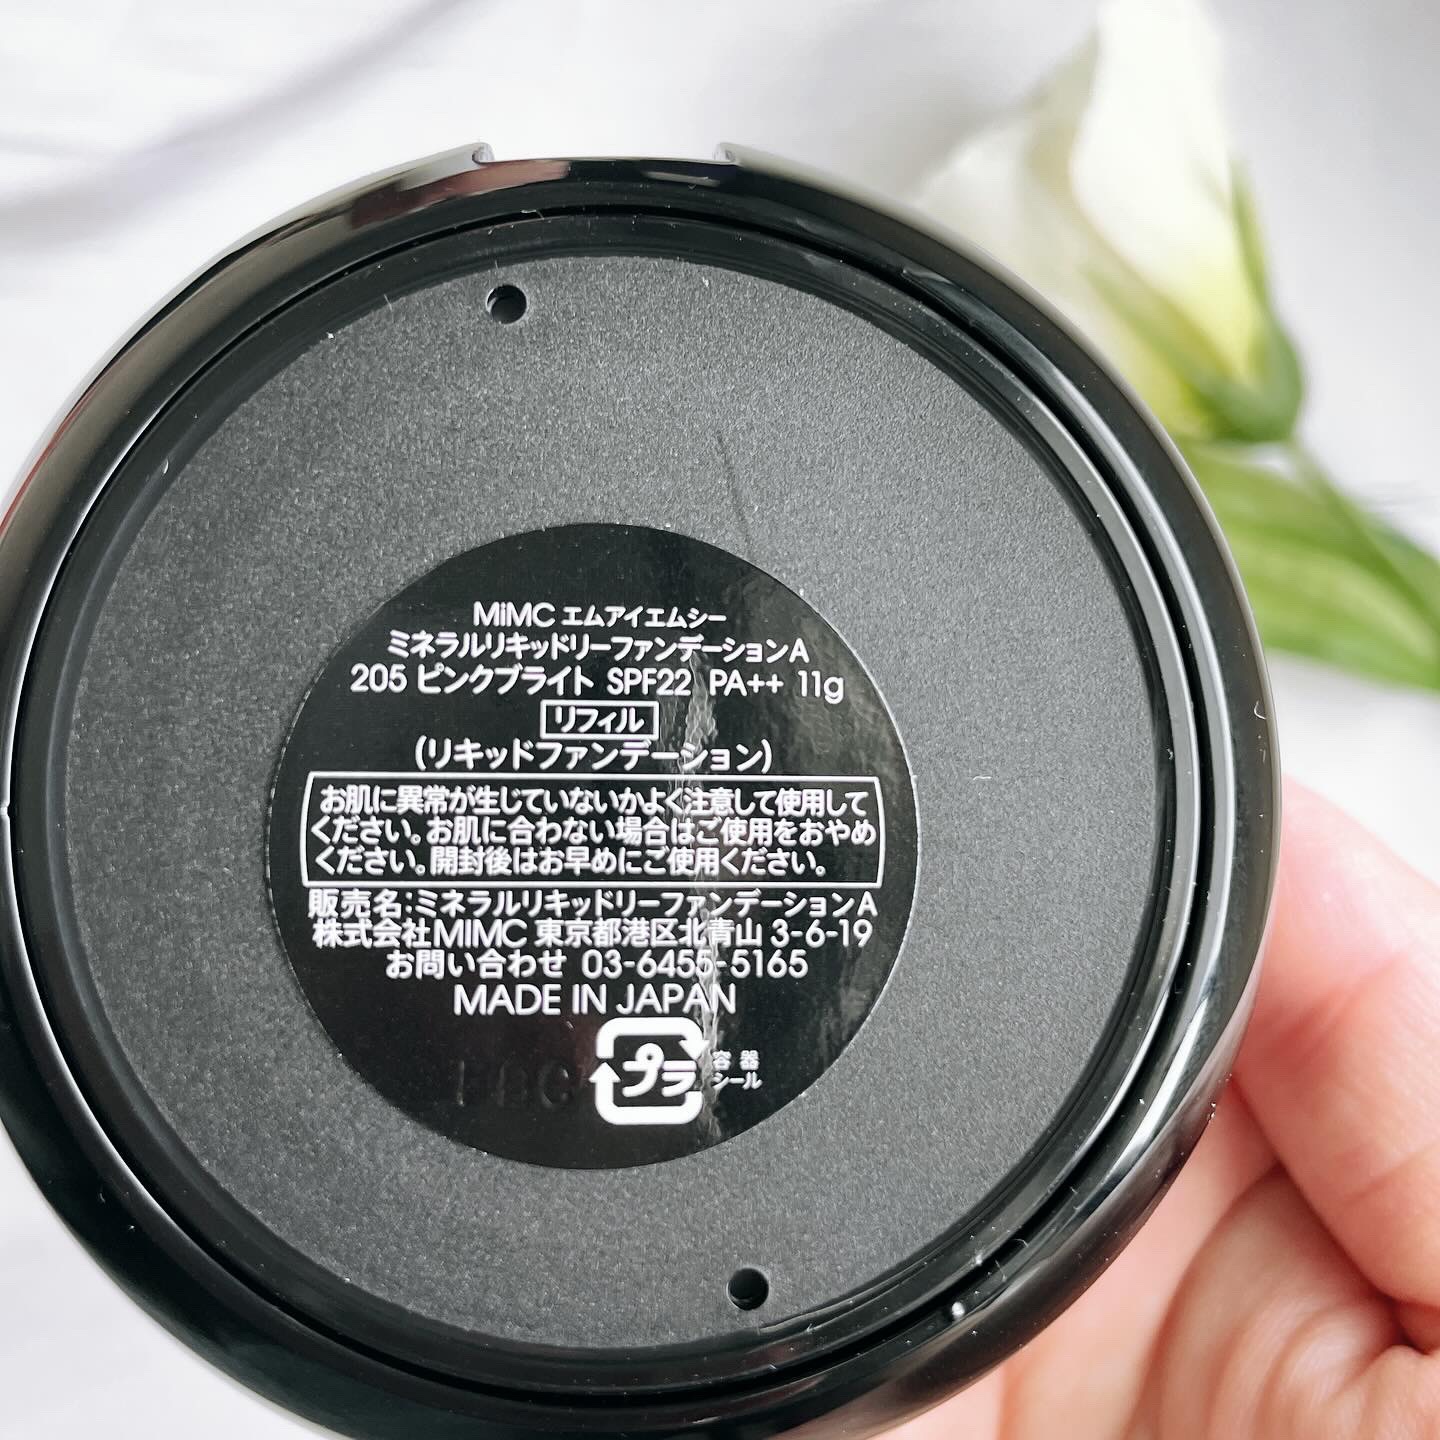 MiMC エムアイエムシー
ミネラルリキッドリーファンデーションA
205 ピンクブライト SPF22 PA++ 11g
リフィル
(リキッドファンデーション)
お肌に異常が生じていないかよく注意して使用して
ください。お肌に合わない場合はご使用をおやめ
ください。開封後はお早めにご使用ください。
販売名:ミネラルリキッドリーファンデーションA
株式会社MIMC 東京都港区北青山 3-6-19
お問い合わせ 03-6455-5165
MADE IN JAPAN
プラ 容器
シール